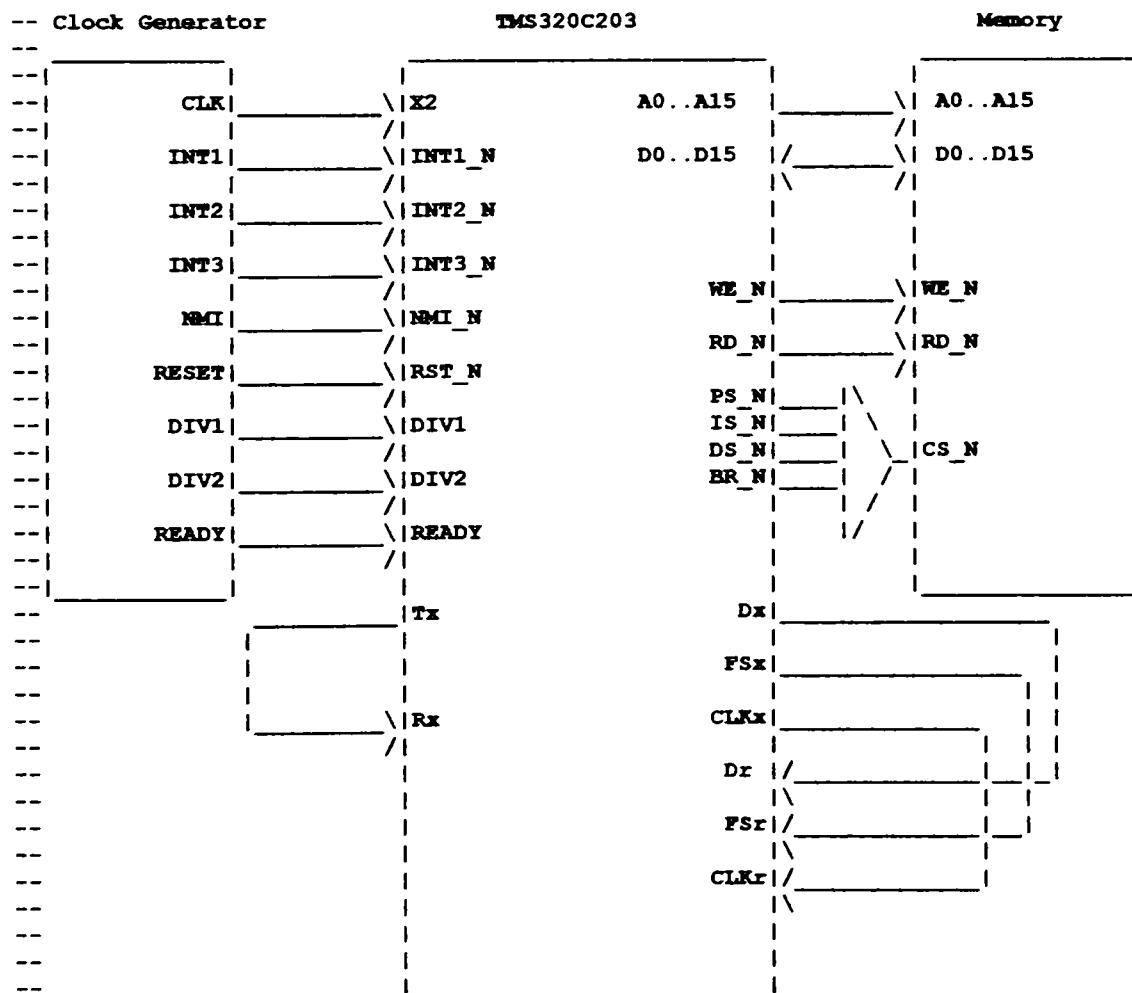 -- Clock Generator TMS320C203 Memory
--
--
-- CLK X2 A0..A15 A0..A15
--
-- INT1 INT1_N D0..D15 D0..D15
--
-- INT2 INT2_N
--
-- INT3 INT3_N
-- WE_N WE_N
-- NMI NMI_N
-- RD_N RD_N
-- RESET RST_N
-- PS_N
-- DIV1 DIV1 IS_N
-- DS_N CS_N
-- DIV2 DIV2 BR_N
--
-- READY READY
--
--
-- Tx Dx
--
-- FSx
--
-- Rx CLKx
--
-- Dr
--
-- FSr
--
-- CLKr
--
--
--
--